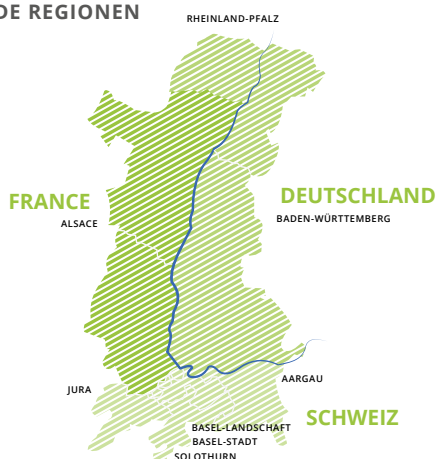 DE REGIONEN
RHEINLAND-PFALZ
FRANCE
ALSACE
DEUTSCHLAND
BADEN-WÜRTTEMBERG
JURA
AARGAU
SCHWEIZ
BASEL-LANDSCHAFT
BASEL-STADT
SOLOTHURN